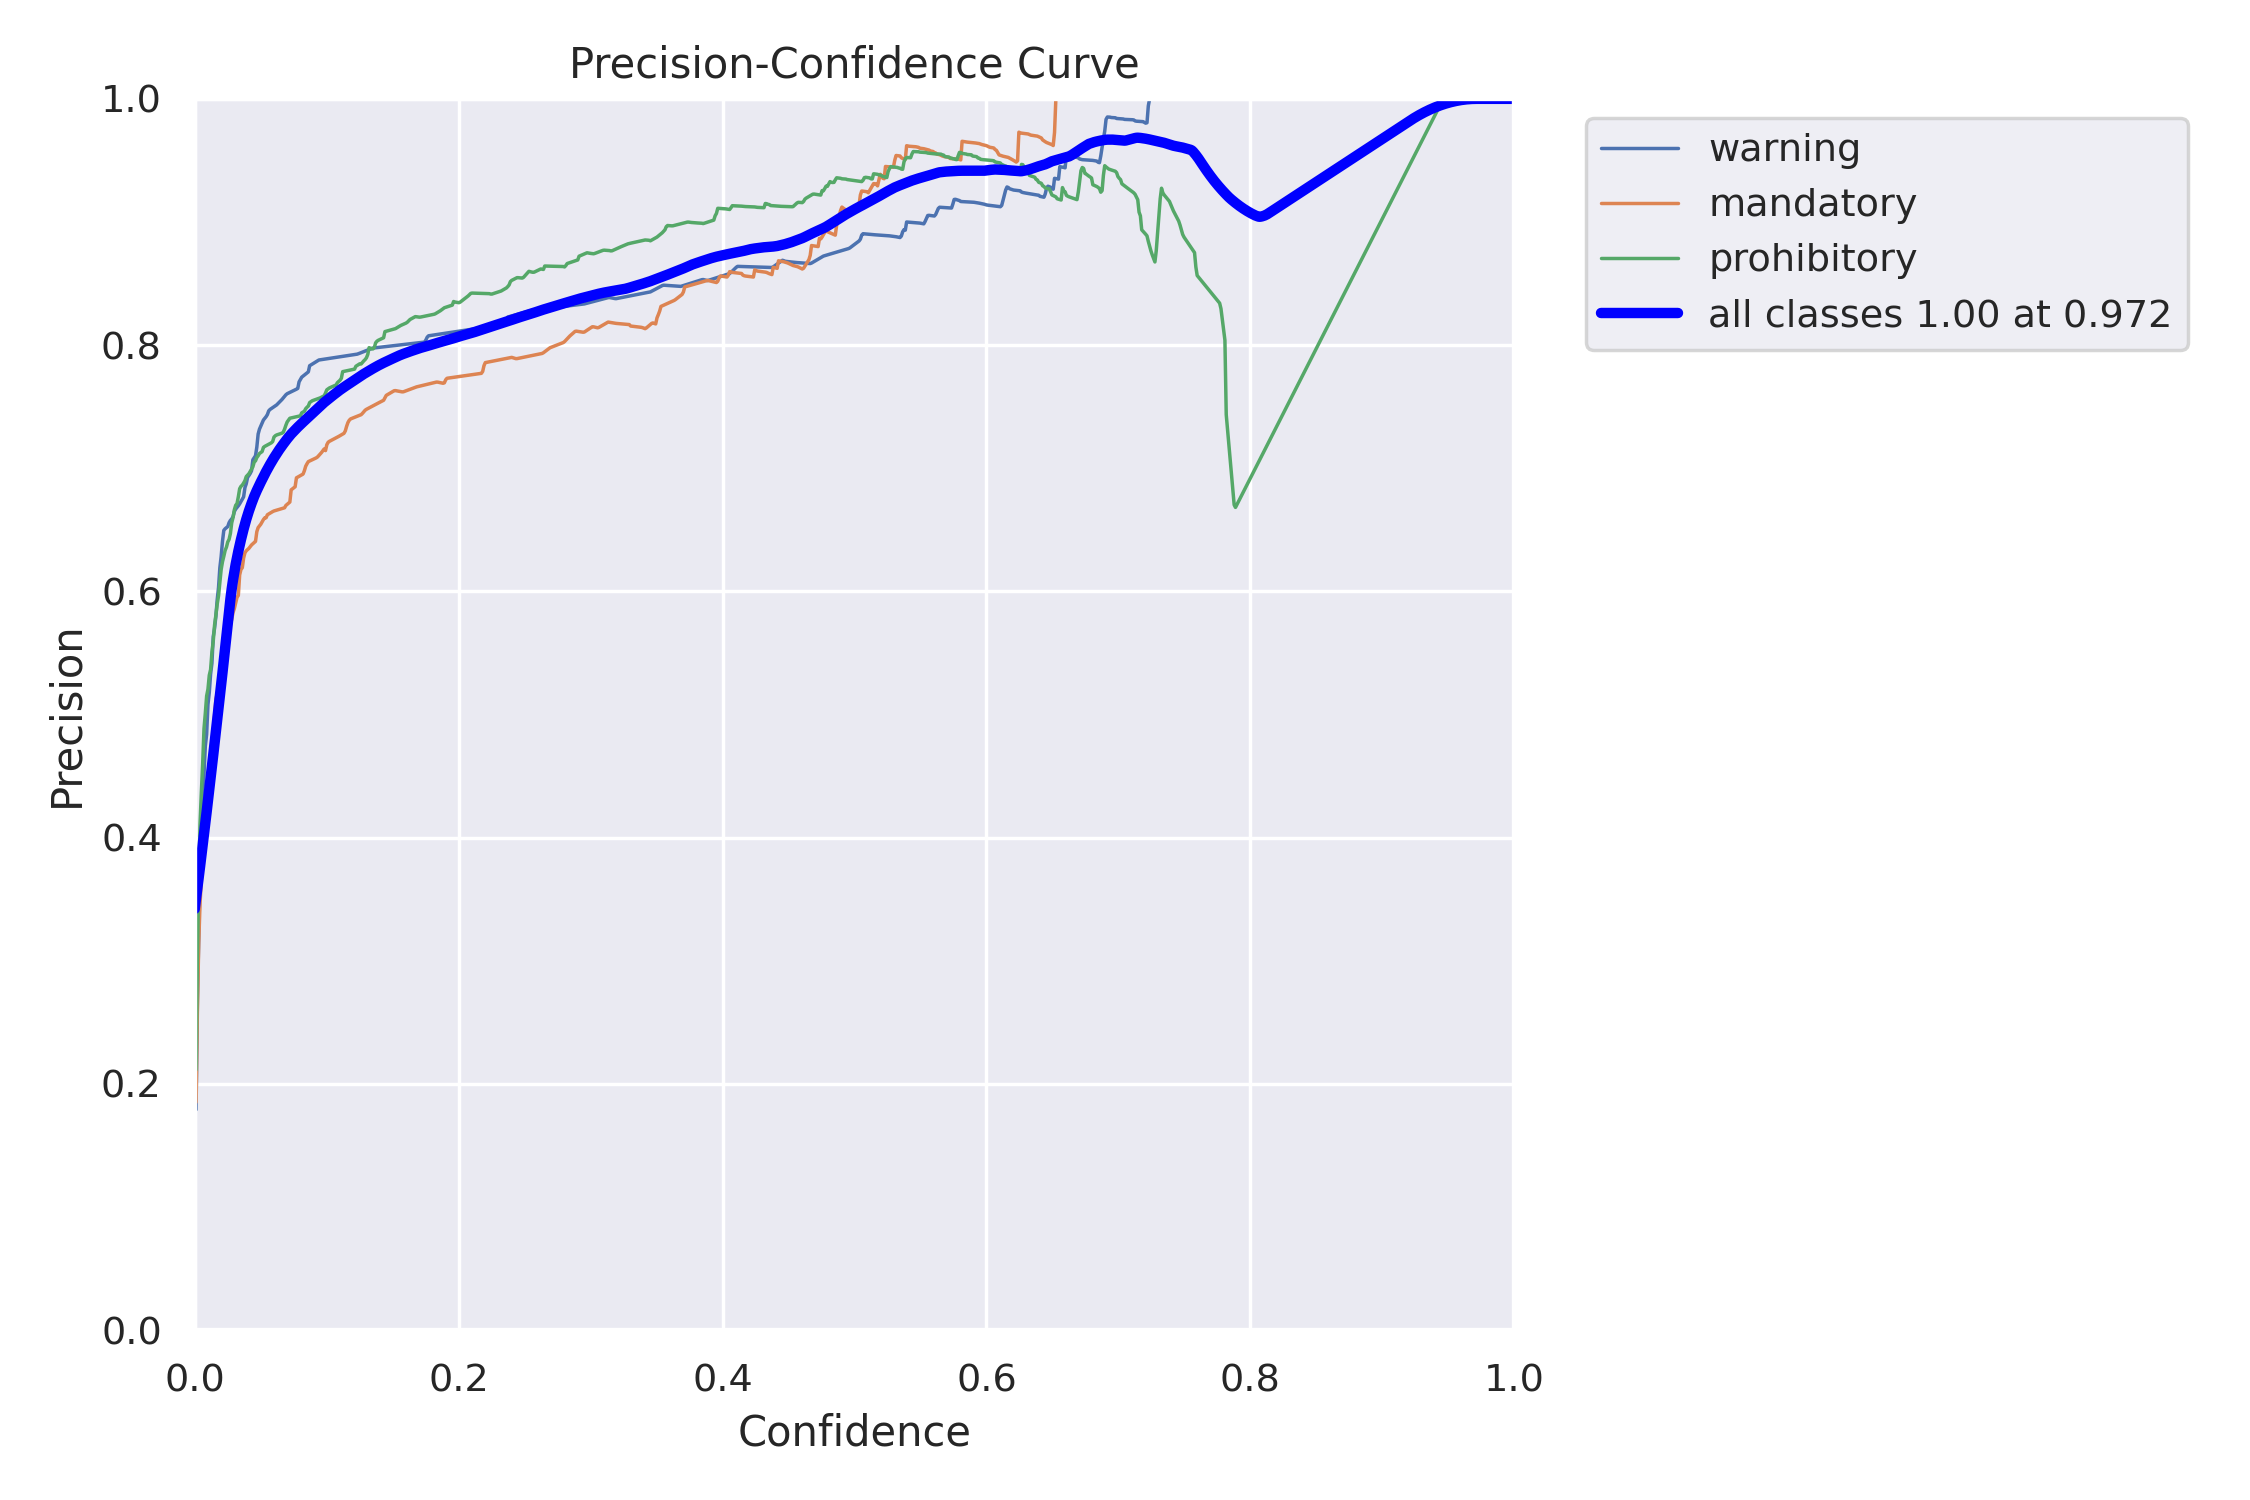 Precision-Confidence Curve
1.0
0.8
0.6
0.4
0.2
0.0
Precision
0.0 0.2 0.4 0.6 0.8 1.0
Confidence
warning
mandatory
prohibitory
all classes 1.00 at 0.972